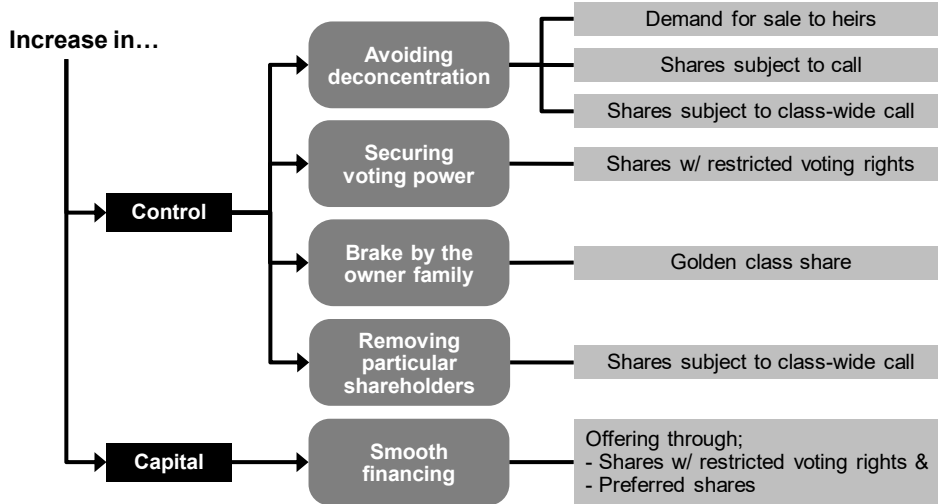 Increase in…
Control
Capital
Avoiding
deconcentration
Securing
voting power
Brake by the
owner family
Removing
particular
shareholders
Smooth
financing
Demand for sale to heirs
Shares subject to call
Shares subject to class-wide call
Shares w/ restricted voting rights
Golden class share
Shares subject to class-wide call
Offering through;
- Shares w/ restricted voting rights &
- Preferred shares